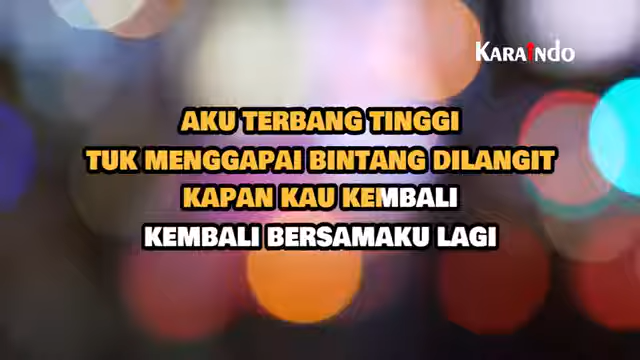 KARAINDO
AKU TERBANG TINGGI
TUK MENGGAPAI BINTANG DILANGIT
KAPAN KAU KEMBALI
KEMBALI BERSAMAKU LAGI